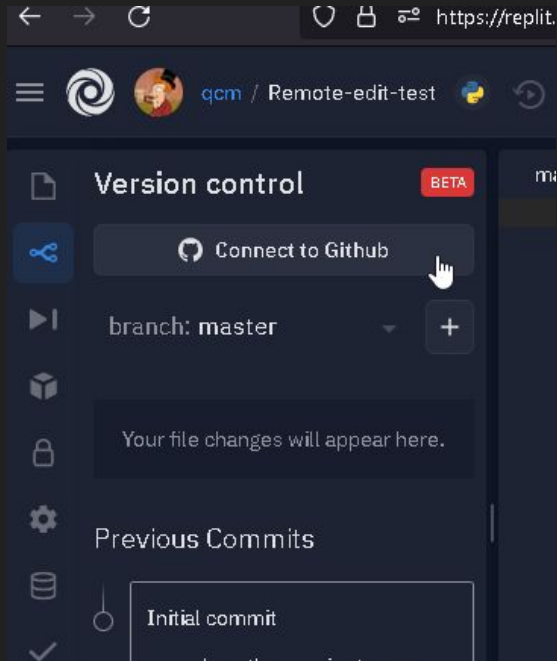 https://replit.
qcm / Remote-edit-test
Version control
BETA
Connect to Github
branch: master
+
Your file changes will appear here.
Previous Commits
Initial commit